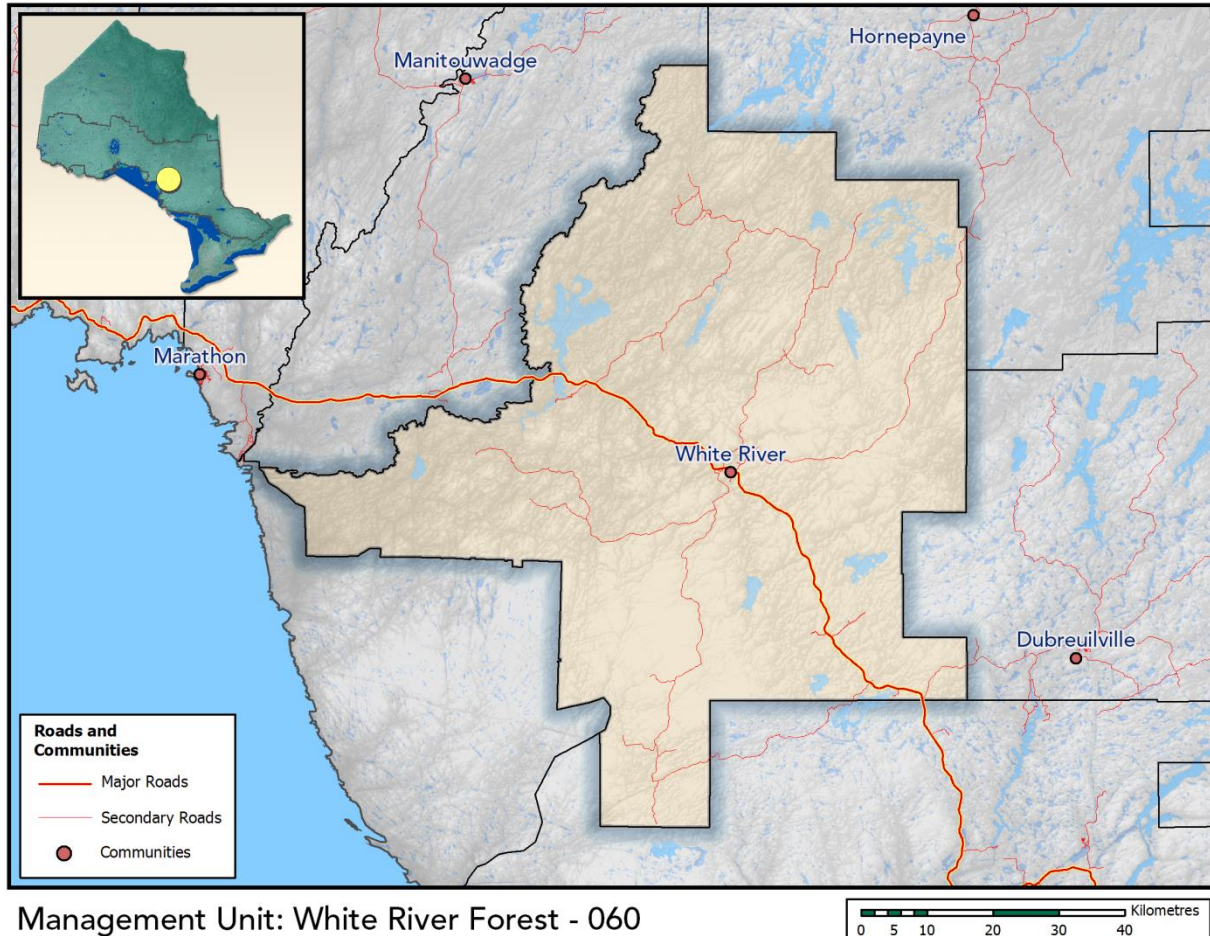 Hornepayne
Manitouwadge
Marathon
White River
Dubreuilville
Roads and
Communities
Major Roads
Secondary Roads
Communities
Management Unit: White River Forest - 060
Kilometres
0 5 10 20 30 40